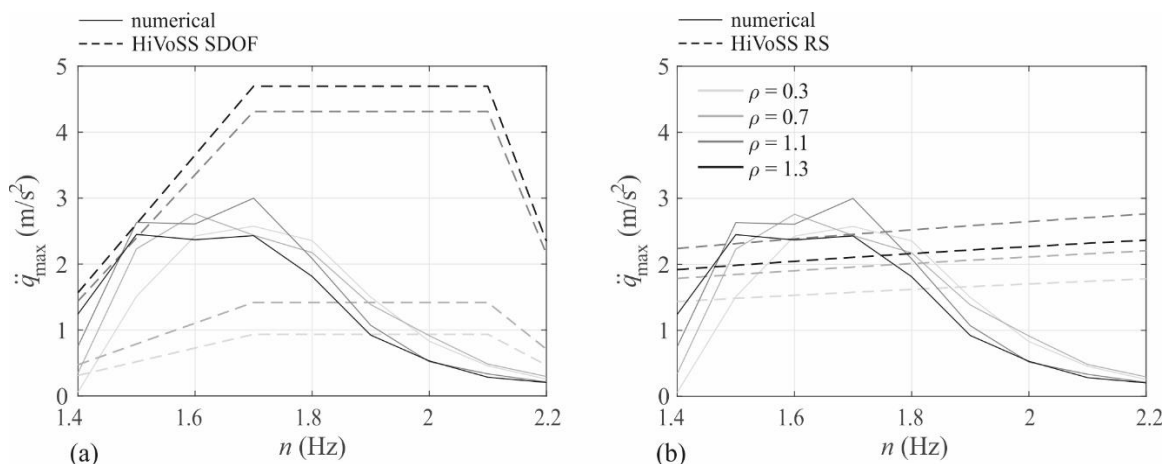 numerical
HiVoSS SDOF
5
4
3
2
1
0
q̈max (m/s²)
1.4
1.6
1.8
2
2.2
n (Hz)
(a)
numerical
HiVoSS RS
ρ = 0.3
ρ = 0.7
ρ = 1.1
ρ = 1.3
5
4
3
2
1
0
q̈max (m/s²)
1.4
1.6
1.8
2
2.2
n (Hz)
(b)